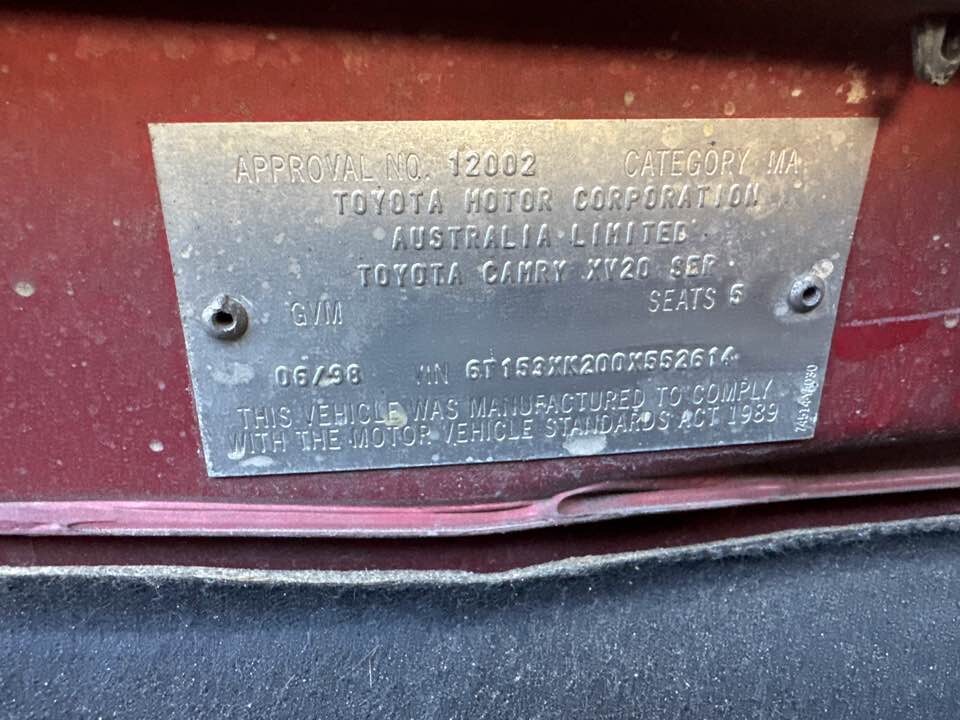 APPROVAL NO. 12002 CATEGORY MA
TOYOTA MOTOR CORPORATION
AUSTRALIA LIMITED
TOYOTA CAMRY XV20 SER
GVM SEATS 5
06/98 VIN 6T153XK200X552614
THIS VEHICLE WAS MANUFACTURED TO COMPLY
WITH THE MOTOR VEHICLE STANDARDS ACT 1989